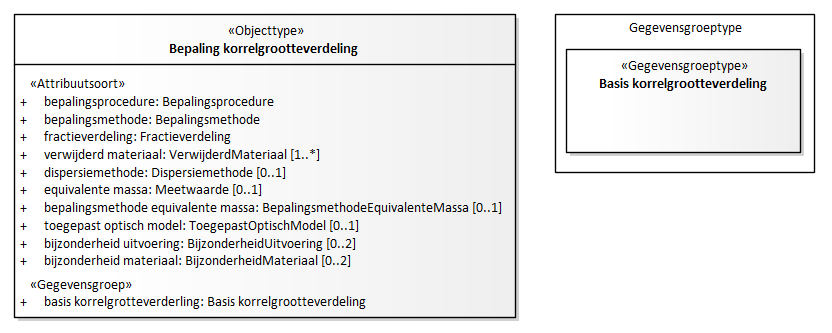 «Objecttype»
Bepaling korrelgrootteverdeling
«Attribuutsoort»
+ bepalingsprocedure: Bepalingsprocedure
+ bepalingsmethode: Bepalingsmethode
+ fractieverdeling: Fractieverdeling
+ verwijderd materiaal: VerwijderdMateriaal [1..*]
+ dispersiemethode: Dispersiemethode [0..1]
+ equivalente massa: Meetwaarde [0..1]
+ bepalingsmethode equivalente massa: BepalingsmethodeEquivalenteMassa [0..1]
+ toegepast optisch model: ToegepastOptischModel [0..1]
+ bijzonderheid uitvoering: BijzonderheidUitvoering [0..2]
+ bijzonderheid materiaal: BijzonderheidMateriaal [0..2]
«Gegevensgroep»
+ basis korrelgrotteverderling: Basis korrelgrootteverdeling
Gegevensgroeptype
«Gegevensgroeptype»
Basis korrelgrootteverdeling